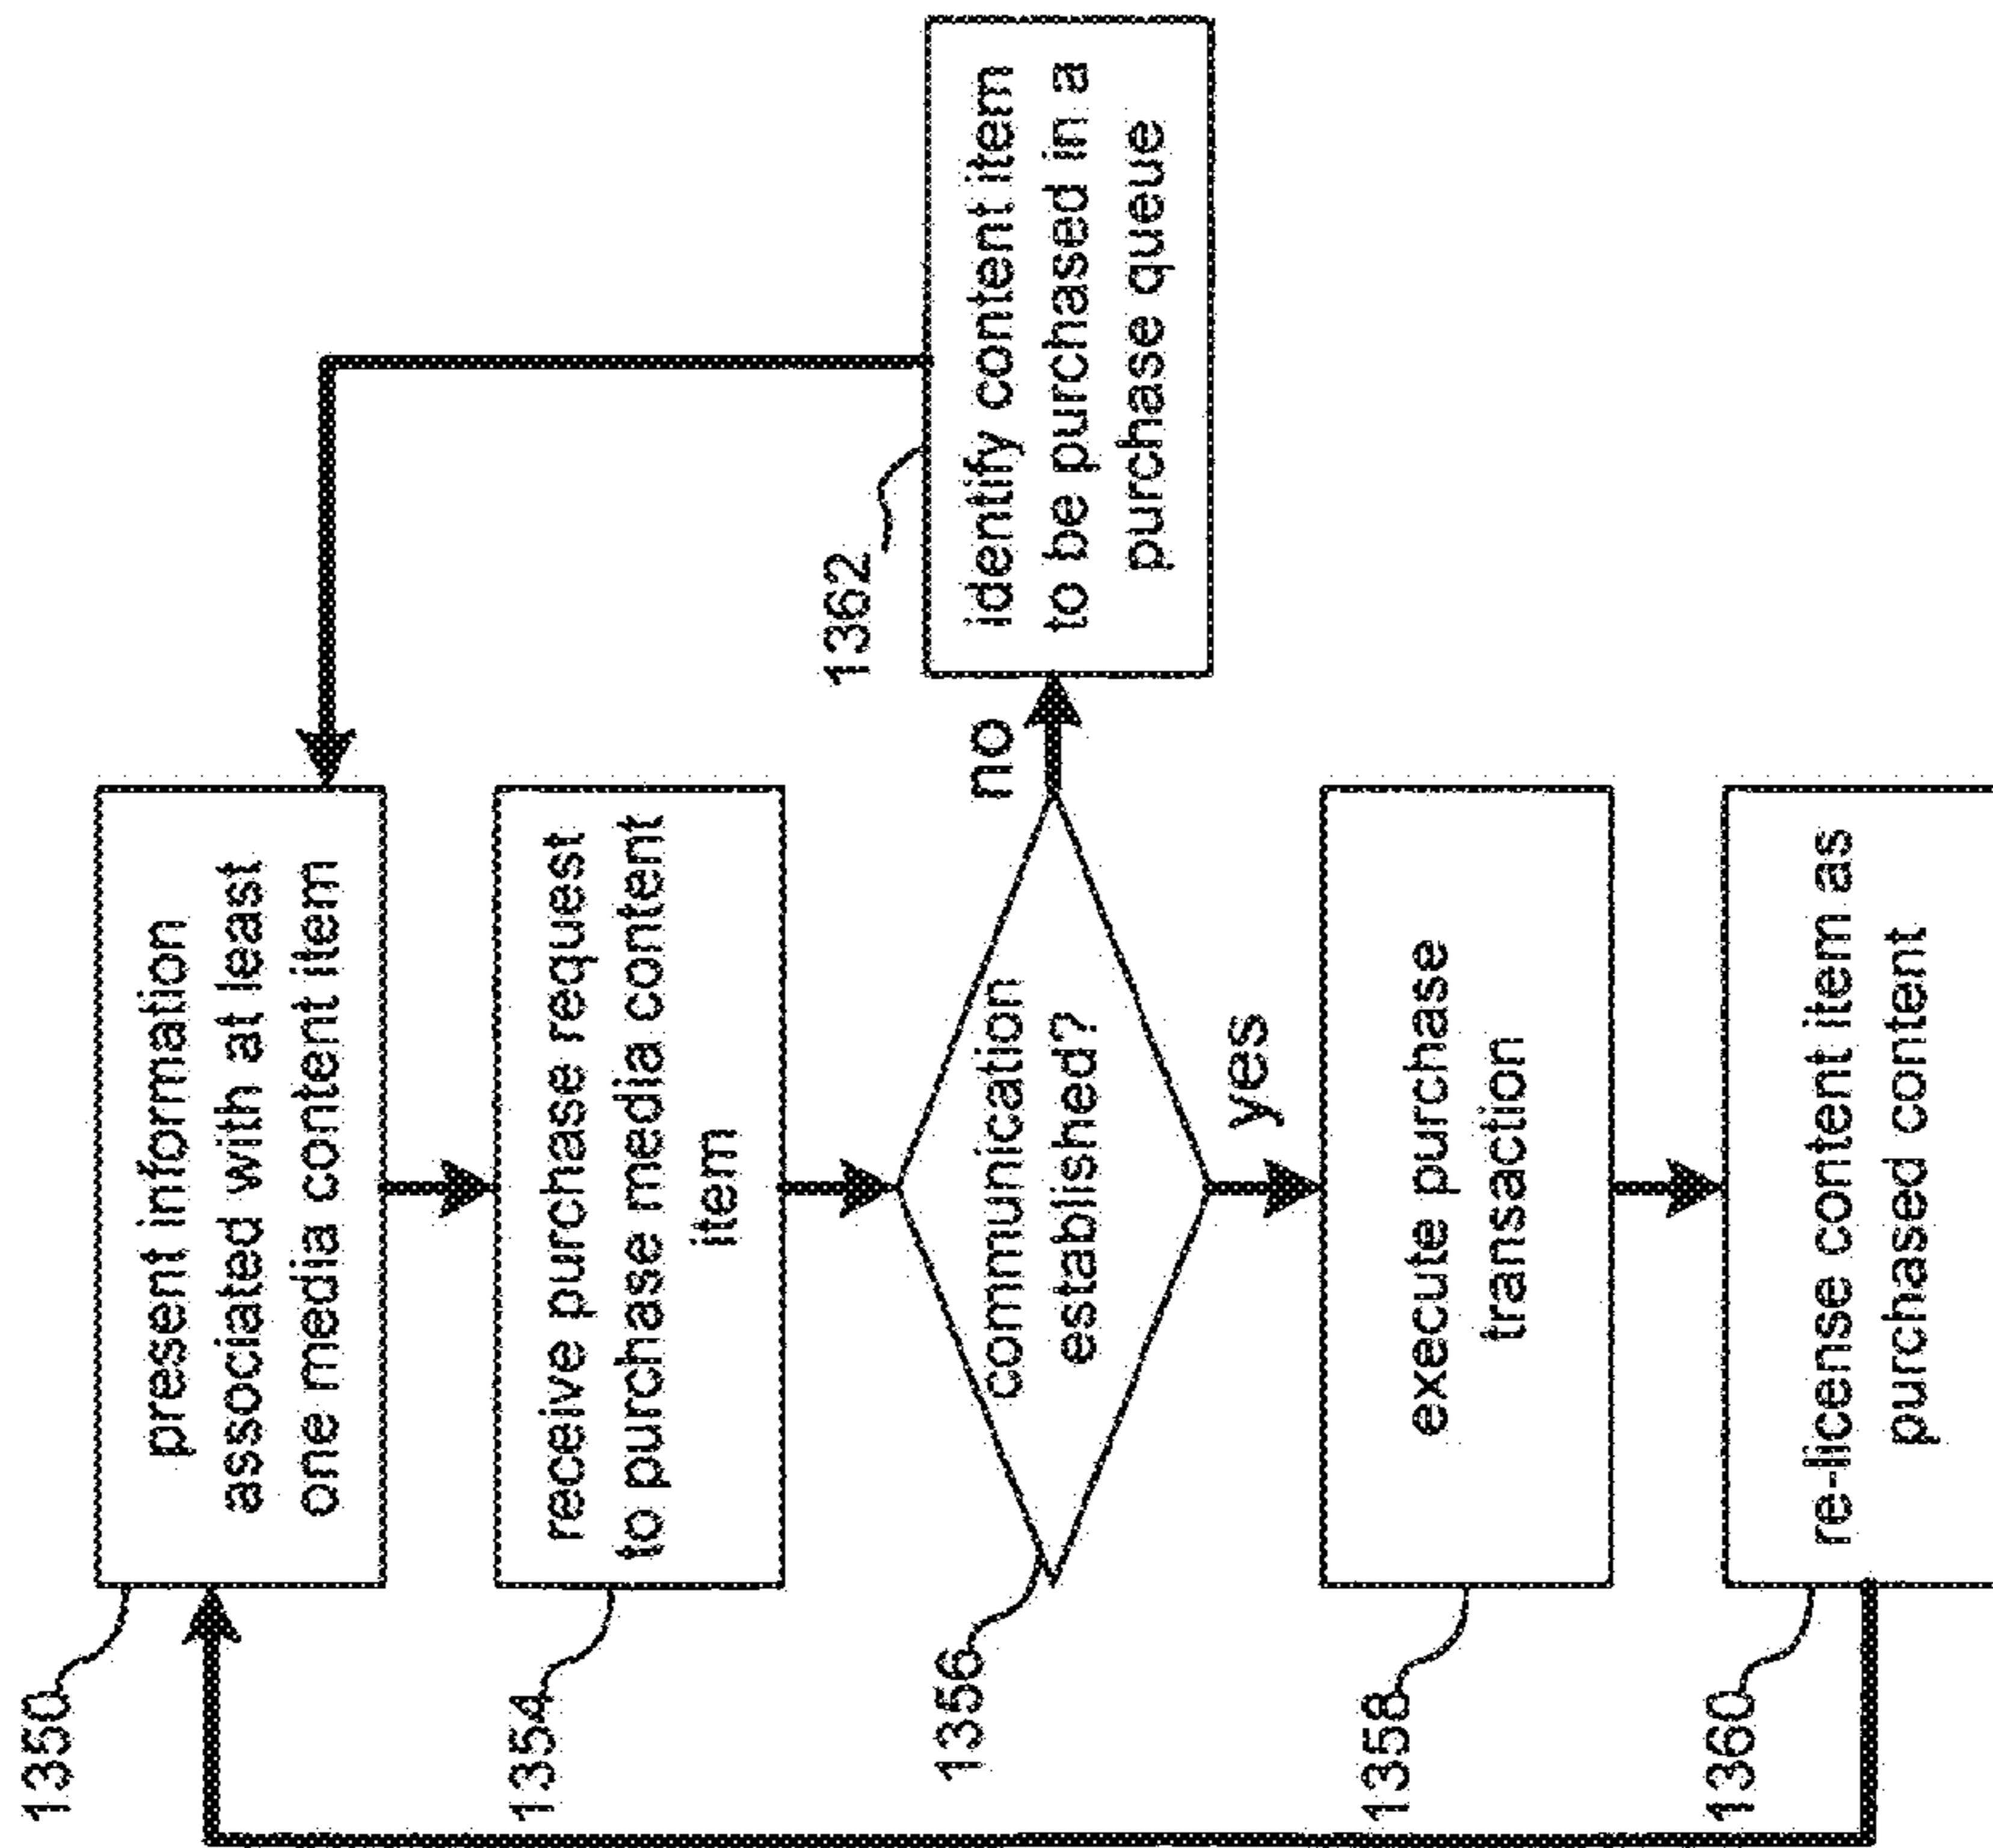 1350
present information
associated with at least
one media content item
1354
receive purchase request
to purchase media content
item
1356
communication
established?
no
1362
identify content item
to be purchased in a
purchase queue
yes
1358
execute purchase
transaction
1360
re-license content item as
purchased content